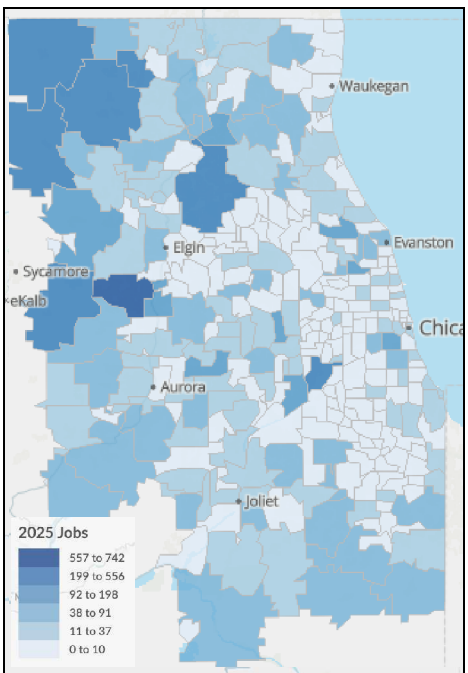 Waukegan
Evanston
Elgin
Sycamore
eKalb
Chica
Aurora
Joliet
2025 Jobs
557 to 742
199 to 556
92 to 198
38 to 91
11 to 37
0 to 10